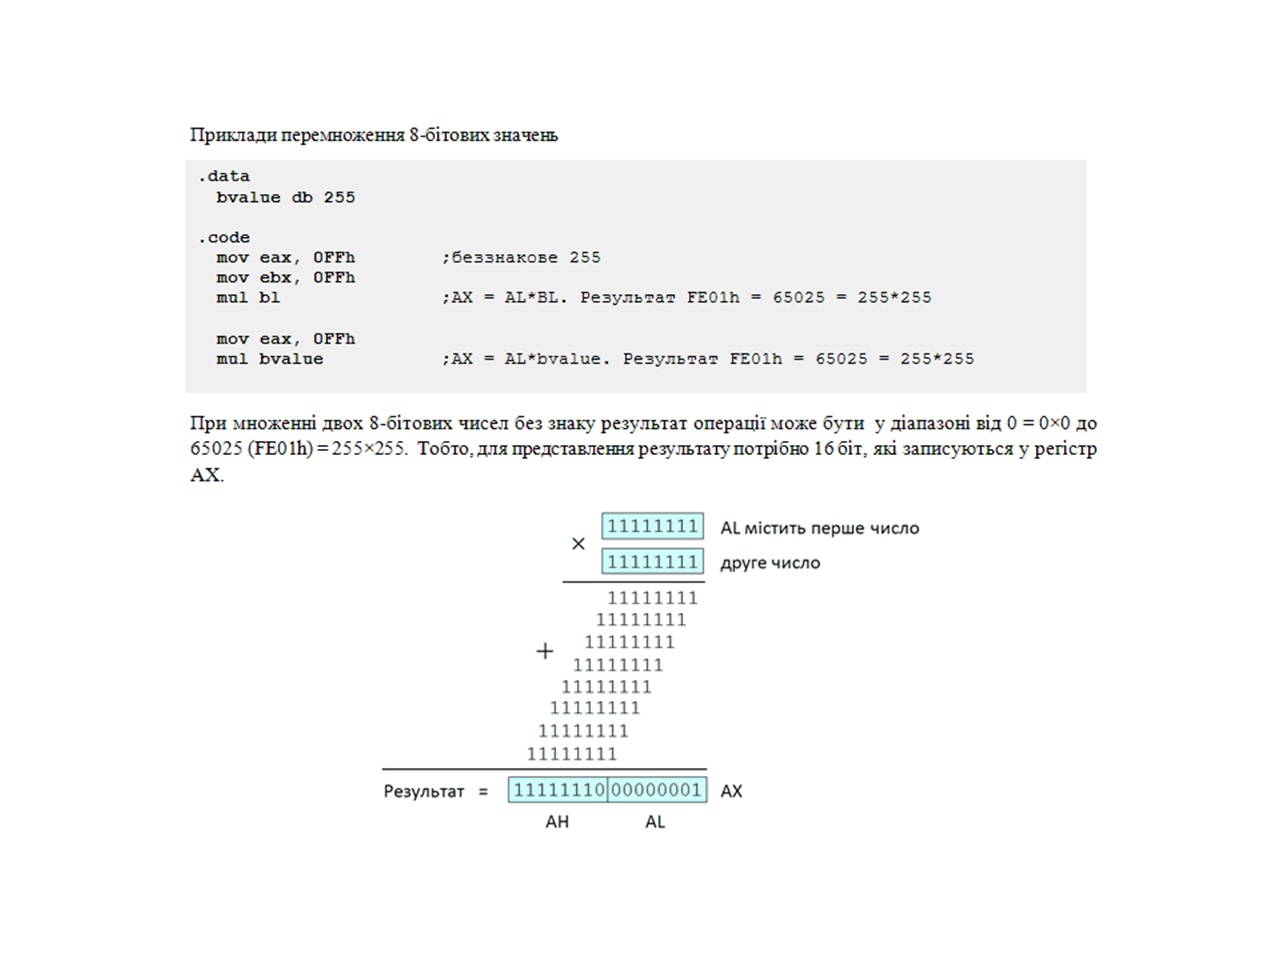 Приклади перемноження 8-бітових значень
.data
bvalue db 255
.code
mov eax, 0FFh ;беззнакове 255
mov ebx, 0FFh
mul bl ;AX = AL*BL. Результат FE01h = 65025 = 255*255
mov eax, 0FFh
mul bvalue ;AX = AL*bvalue. Результат FE01h = 65025 = 255*255
При множенні двох 8-бітових чисел без знаку результат операції може бути у діапазоні від 0 = 0×0 до
65025 (FE01h) = 255×255. Тобто, для представлення результату потрібно 16 біт, які записуються у регістр
AX.
11111111 AL містить перше число
×
11111111 друге число
11111111
11111111
11111111
+
11111111
11111111
11111111
11111111
11111111
Результат = 11111110 00000001 AX
AH AL